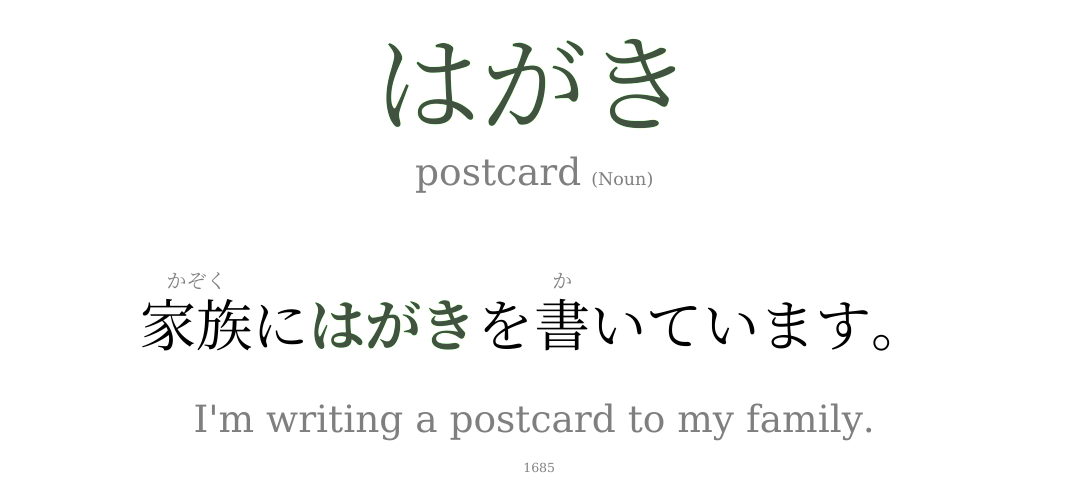 はがき
postcard (Noun)
かぞく か
家族にはがきを書いています。
I'm writing a postcard to my family.
1685